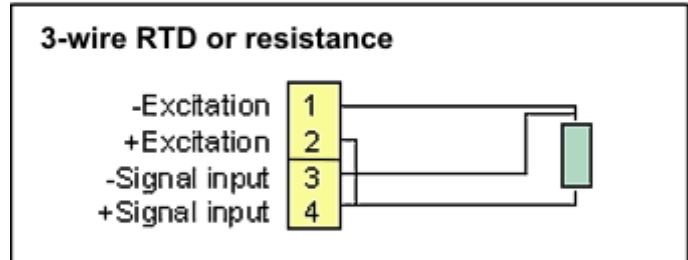 3-wire RTD or resistance
-Excitation 1
+Excitation 2
-Signal input 3
+Signal input 4